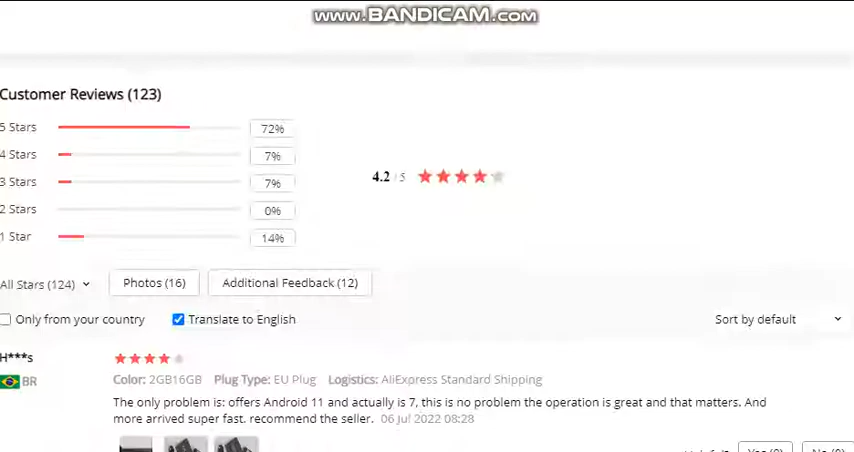 www.BANDICAM.com
Customer Reviews (123)
5 Stars 72%
4 Stars 7%
3 Stars 7%
2 Stars 0%
1 Star 14%
4.2 / 5
All Stars (124) Photos (16) Additional Feedback (12)
Only from your country Translate to English Sort by default
H***s
BR
Color: 2GB16GB Plug Type: EU Plug Logistics: AliExpress Standard Shipping
The only problem is: offers Android 11 and actually is 7, this is no problem the operation is great and that matters. And
more arrived super fast. recommend the seller. 06 Jul 2022 08:28